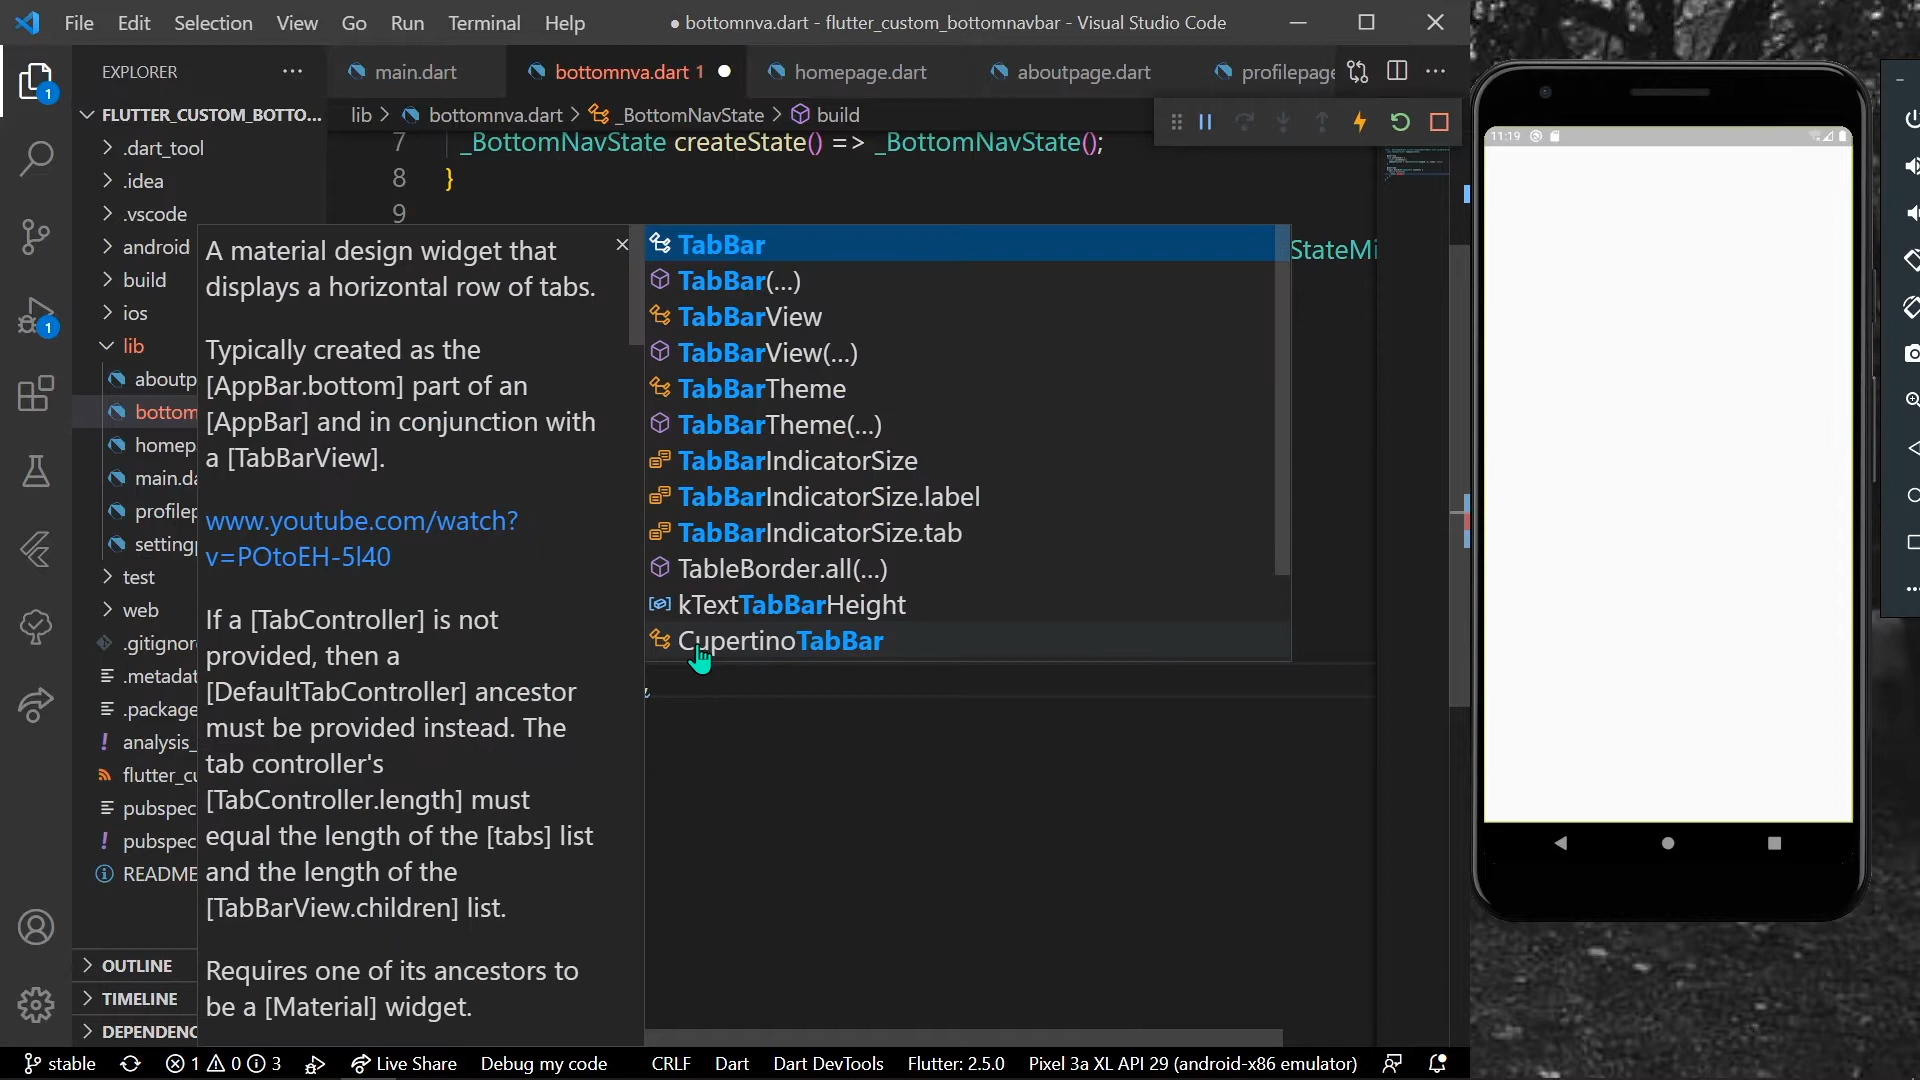 File Edit Selection View Go Run Terminal Help
● bottomnva.dart - flutter_custom_bottomnavbar - Visual Studio Code
EXPLORER
main.dart
bottomnva.dart 1
homepage.dart
aboutpage.dart
profilepage
FLUTTER_CUSTOM_BOTTO...
lib > bottomnva.dart > _BottomNavState > build
.dart_tool
.idea
.vscode
android
build
ios
lib
aboutp
bottom
homep
main.da
profilep
settingp
test
web
.gitignor
.metadat
.package
analysis_
flutter_cu
pubspec
pubspec
README
OUTLINE
TIMELINE
DEPENDENC
1
1
7 _BottomNavState createState() => _BottomNavState();
8 }
9
StateMi
A material design widget that
displays a horizontal row of tabs.
Typically created as the
[AppBar.bottom] part of an
[AppBar] and in conjunction with
a [TabBarView].
www.youtube.com/watch?
v=POtoEH-5l40
If a [TabController] is not
provided, then a
[DefaultTabController] ancestor
must be provided instead. The
tab controller's
[TabController.length] must
equal the length of the [tabs] list
and the length of the
[TabBarView.children] list.
Requires one of its ancestors to
be a [Material] widget.
TabBar
TabBar(...)
TabBarView
TabBarView(...)
TabBarTheme
TabBarTheme(...)
TabBarIndicatorSize
TabBarIndicatorSize.label
TabBarIndicatorSize.tab
TableBorder.all(...)
kTextTabBarHeight
CupertinoTabBar
11:19
stable 1 0 3 Live Share Debug my code CRLF Dart Dart DevTools Flutter: 2.5.0 Pixel 3a XL API 29 (android-x86 emulator)